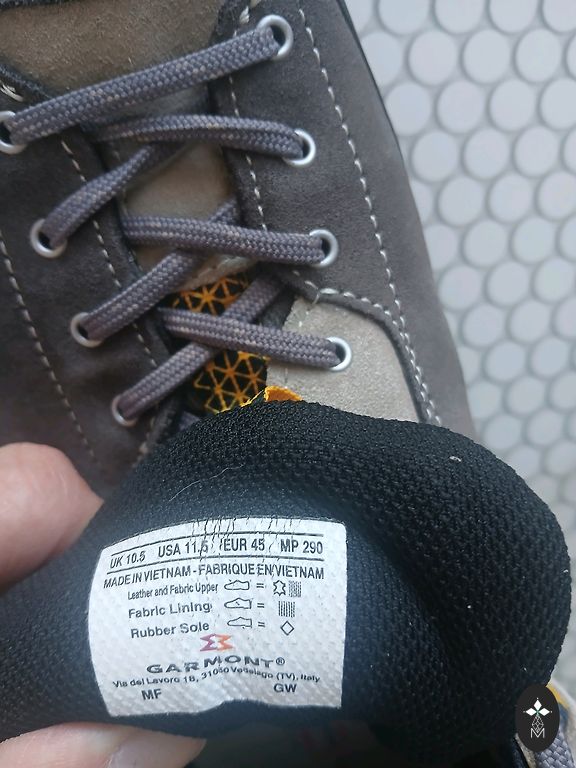 UK 10.5 USA 11.5 EUR 45 MP 290
MADE IN VIETNAM - FABRIQUE EN VIETNAM
Leather and Fabric Upper =
Fabric Lining =
Rubber Sole =
GARMONT®
Via del Lavoro 18, 31050 Vedelago (TV), Italy
MF GW
M